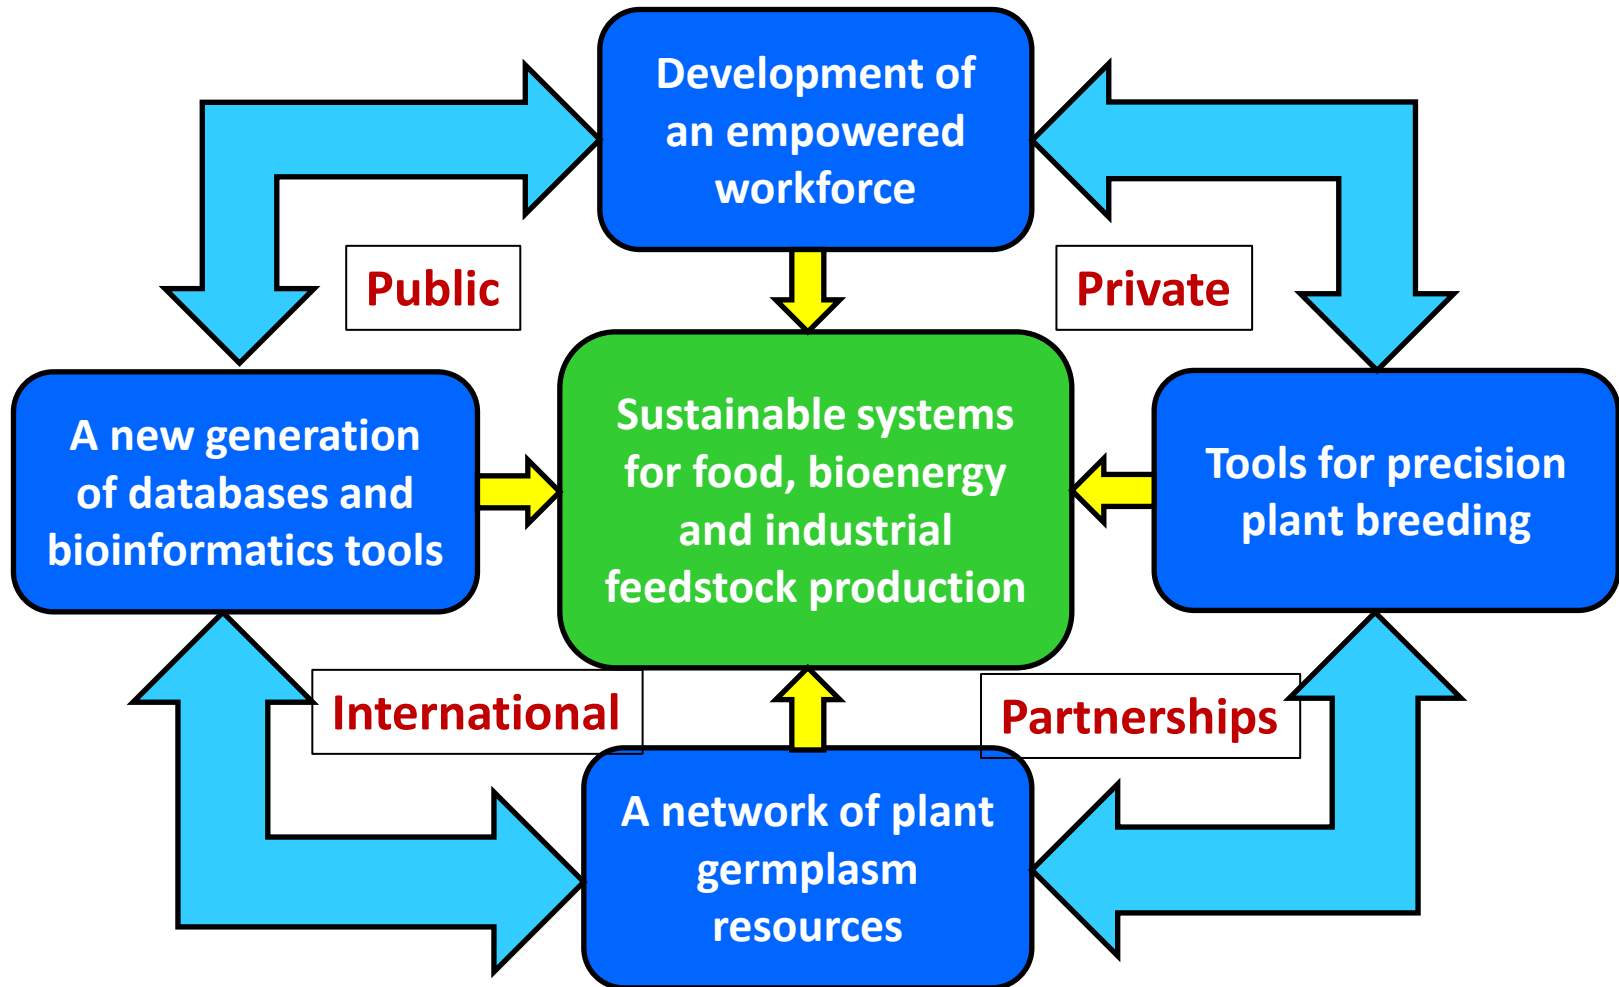 Development of
an empowered
workforce
Public
Private
A new generation
of databases and
bioinformatics tools
Sustainable systems
for food, bioenergy
and industrial
feedstock production
Tools for precision
plant breeding
International
Partnerships
A network of plant
germplasm
resources